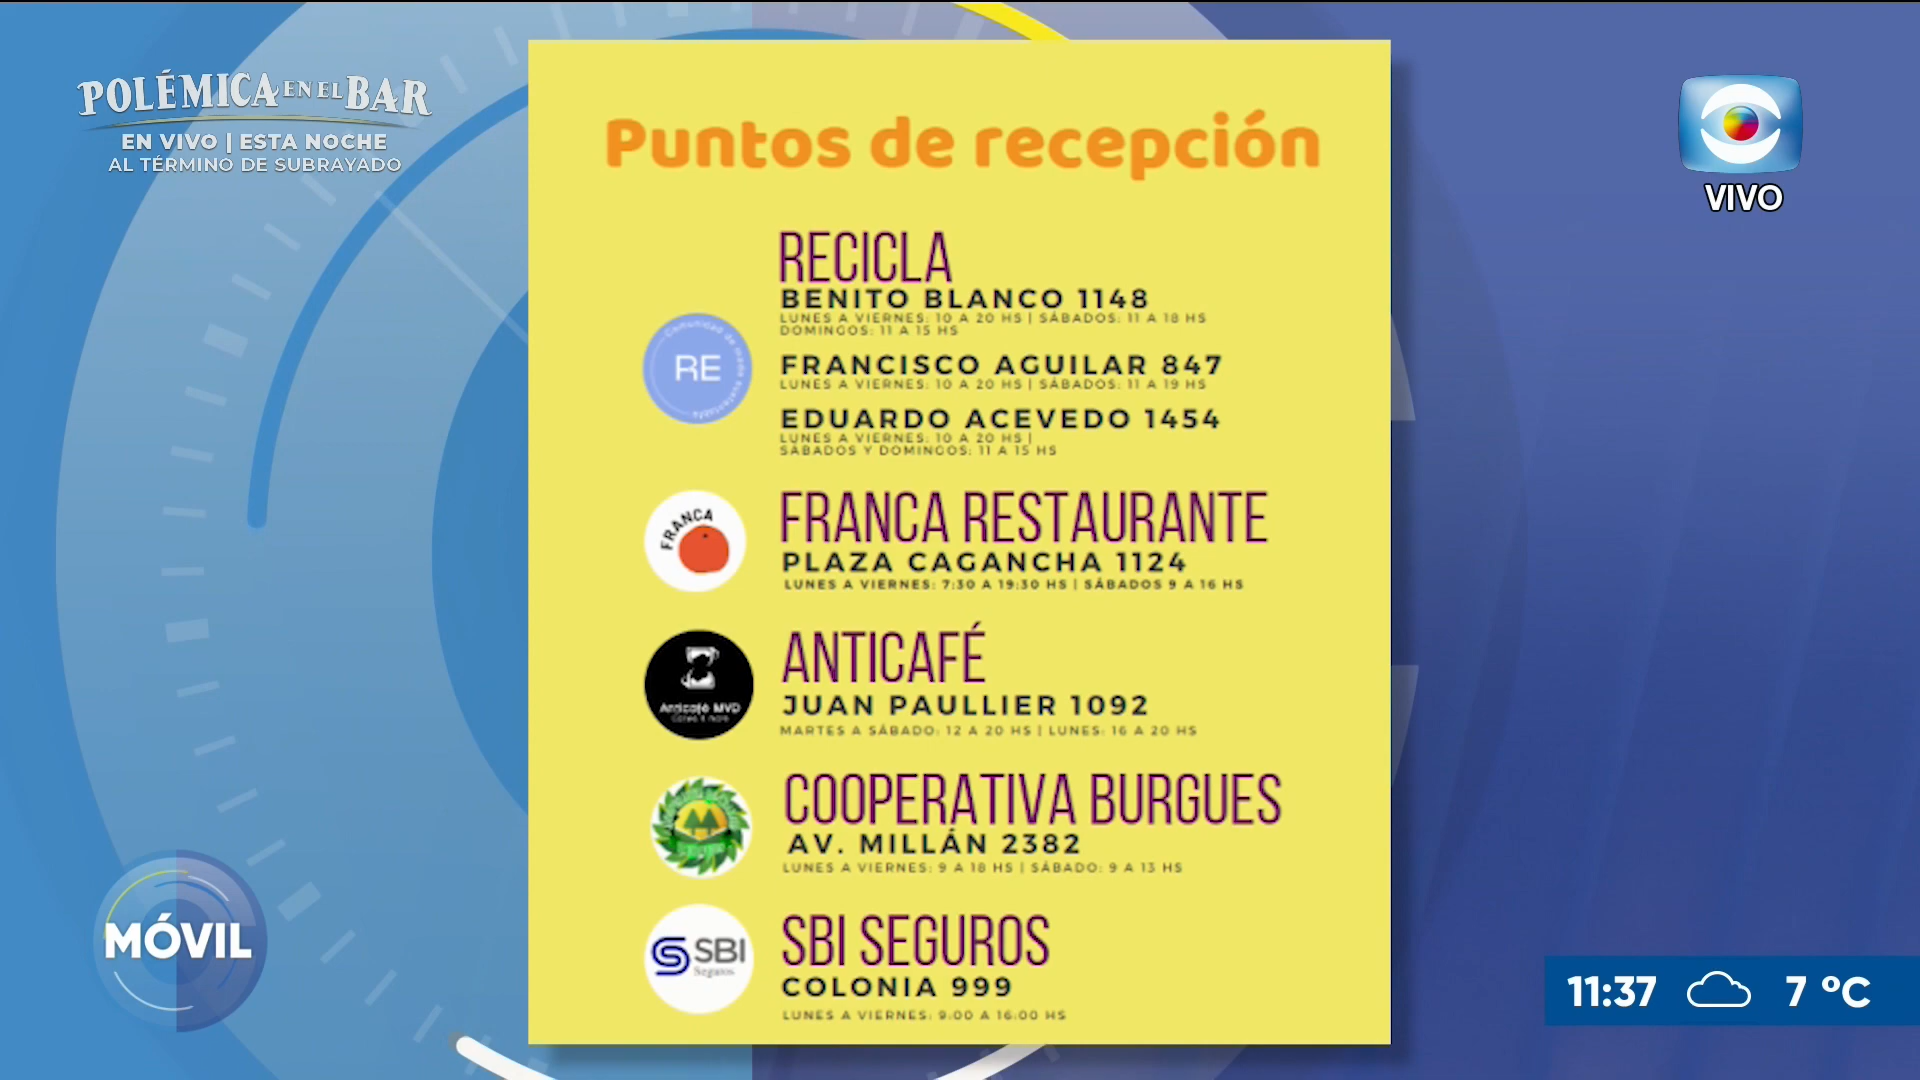 POLÉMICA EN EL BAR
EN VIVO | ESTA NOCHE
AL TÉRMINO DE SUBRAYADO
VIVO
Puntos de recepción
RECICLA
BENITO BLANCO 1148
LUNES A VIERNES: 10 A 20 HS | SÁBADOS: 11 A 18 HS
DOMINGOS: 11 A 15 HS
Comunidad de moda sustentable
RE
FRANCISCO AGUILAR 847
LUNES A VIERNES: 10 A 20 HS | SÁBADOS: 11 A 19 HS
EDUARDO ACEVEDO 1454
LUNES A VIERNES: 10 A 20 HS |
SÁBADOS Y DOMINGOS: 11 A 15 HS
FRANCA
FRANCA RESTAURANTE
PLAZA CAGANCHA 1124
LUNES A VIERNES: 7:30 A 19:30 HS | SÁBADOS 9 A 16 HS
Anticafé MVD
ANTICAFÉ
JUAN PAULLIER 1092
MARTES A SÁBADO: 12 A 20 HS | LUNES: 16 A 20 HS
COOPERATIVA BURGUES
AV. MILLÁN 2382
LUNES A VIERNES: 9 A 18 HS | SÁBADO: 9 A 13 HS
SBI
Seguros
SBI SEGUROS
COLONIA 999
LUNES A VIERNES: 9:00 A 16:00 HS
MÓVIL
11:37 7 ºC